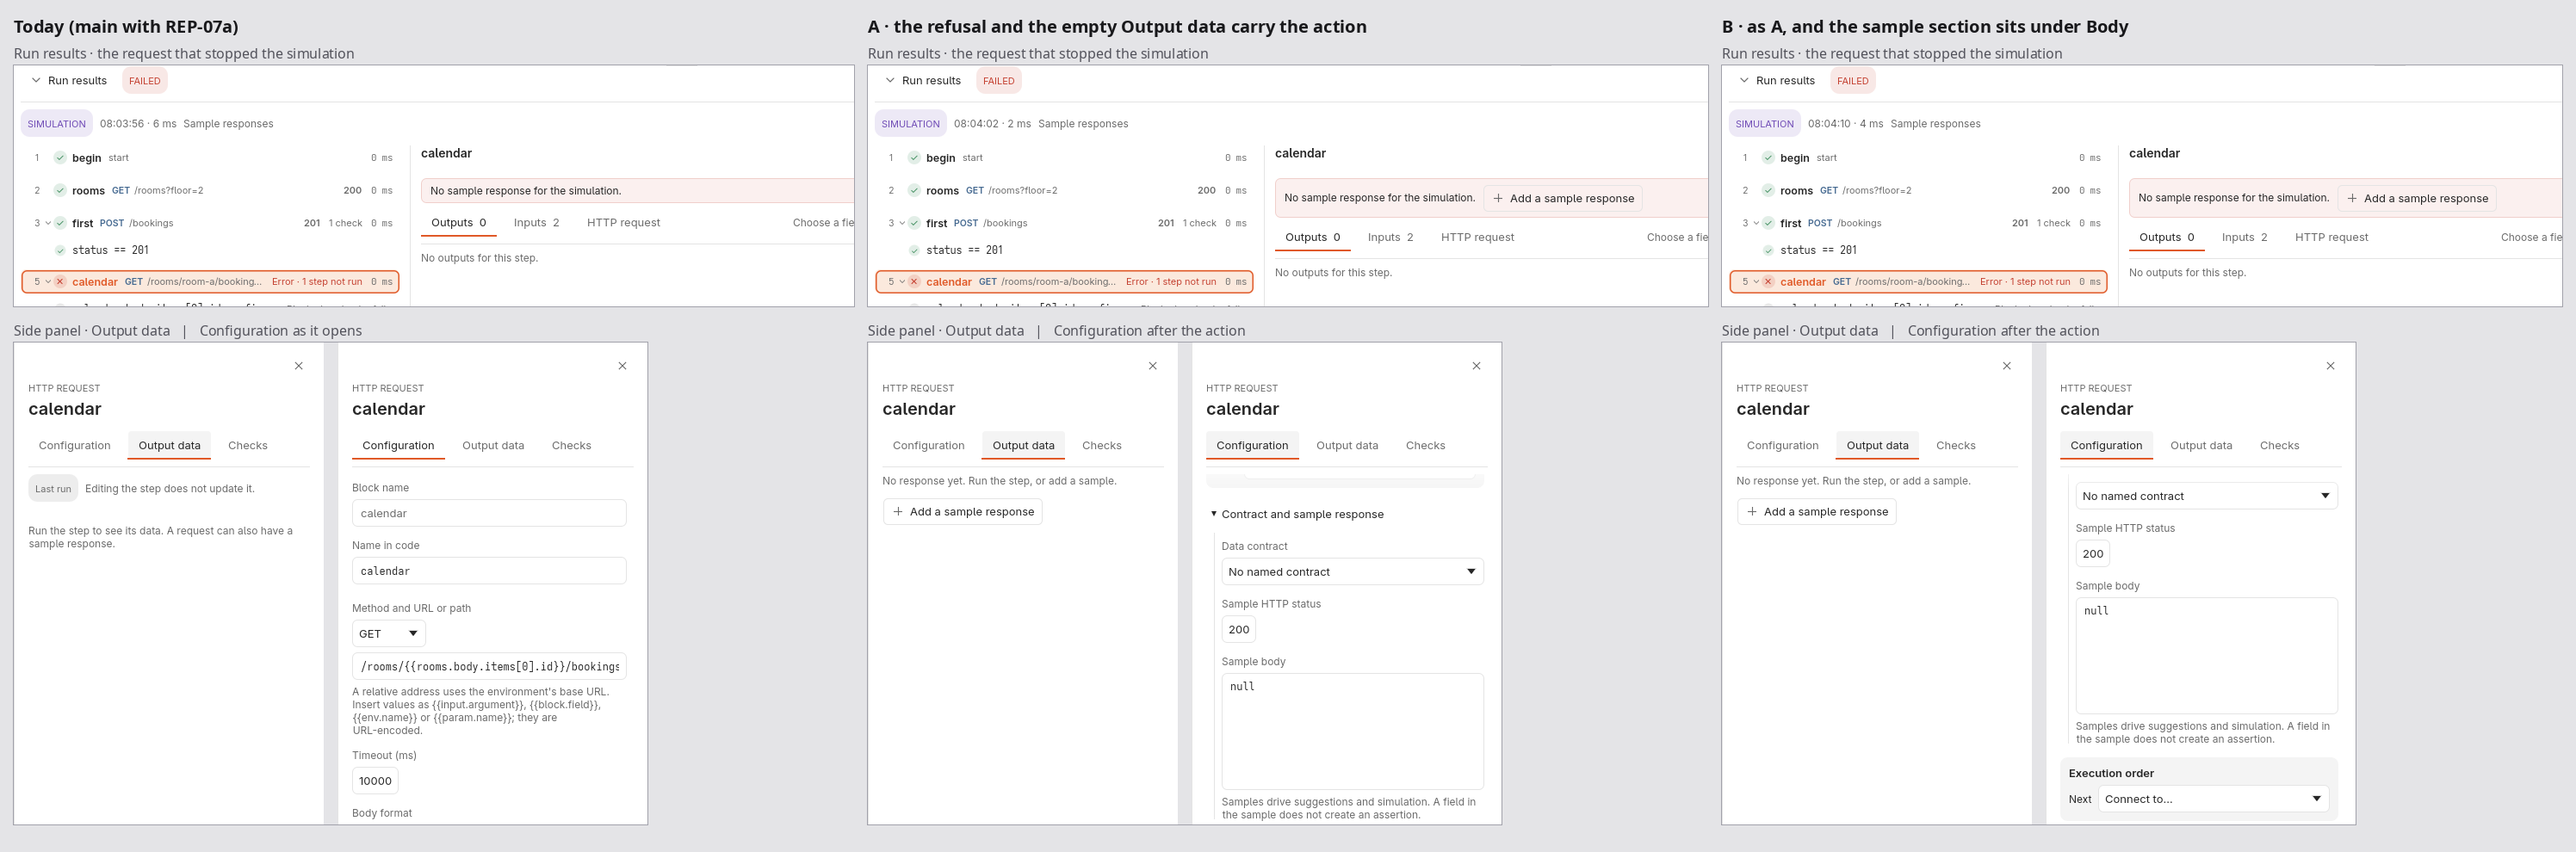 Today (main with REP-07a)
Run results · the request that stopped the simulation
Run results FAILED
SIMULATION 08:03:56 · 6 ms Sample responses
1 begin start 0 ms
2 rooms GET /rooms?floor=2 200 0 ms
3 first POST /bookings 201 1 check 0 ms
status == 201
5 calendar GET /rooms/room-a/booking... Error · 1 step not run 0 ms
calendar
No sample response for the simulation.
Outputs 0 Inputs 2 HTTP request Choose a fie
No outputs for this step.
Side panel · Output data | Configuration as it opens
HTTP REQUEST
calendar
Configuration Output data Checks
Last run Editing the step does not update it.
Run the step to see its data. A request can also have a
sample response.
HTTP REQUEST
calendar
Configuration Output data Checks
Block name
calendar
Name in code
calendar
Method and URL or path
GET
/rooms/{{rooms.body.items[0].id}}/bookings
A relative address uses the environment's base URL.
Insert values as {{input.argument}}, {{block.field}},
{{env.name}} or {{param.name}}; they are
URL-encoded.
Timeout (ms)
10000
Body format
A · the refusal and the empty Output data carry the action
Run results · the request that stopped the simulation
Run results FAILED
SIMULATION 08:04:02 · 2 ms Sample responses
1 begin start 0 ms
2 rooms GET /rooms?floor=2 200 0 ms
3 first POST /bookings 201 1 check 0 ms
status == 201
5 calendar GET /rooms/room-a/booking... Error · 1 step not run 0 ms
calendar
No sample response for the simulation. + Add a sample response
Outputs 0 Inputs 2 HTTP request Choose a fie
No outputs for this step.
Side panel · Output data | Configuration after the action
HTTP REQUEST
calendar
Configuration Output data Checks
No response yet. Run the step, or add a sample.
+ Add a sample response
HTTP REQUEST
calendar
Configuration Output data Checks
Contract and sample response
Data contract
No named contract
Sample HTTP status
200
Sample body
null
Samples drive suggestions and simulation. A field in
the sample does not create an assertion.
B · as A, and the sample section sits under Body
Run results · the request that stopped the simulation
Run results FAILED
SIMULATION 08:04:10 · 4 ms Sample responses
1 begin start 0 ms
2 rooms GET /rooms?floor=2 200 0 ms
3 first POST /bookings 201 1 check 0 ms
status == 201
5 calendar GET /rooms/room-a/booking... Error · 1 step not run 0 ms
calendar
No sample response for the simulation. + Add a sample response
Outputs 0 Inputs 2 HTTP request Choose a fie
No outputs for this step.
Side panel · Output data | Configuration after the action
HTTP REQUEST
calendar
Configuration Output data Checks
No response yet. Run the step, or add a sample.
+ Add a sample response
HTTP REQUEST
calendar
Configuration Output data Checks
No named contract
Sample HTTP status
200
Sample body
null
Samples drive suggestions and simulation. A field in
the sample does not create an assertion.
Execution order
Next Connect to...